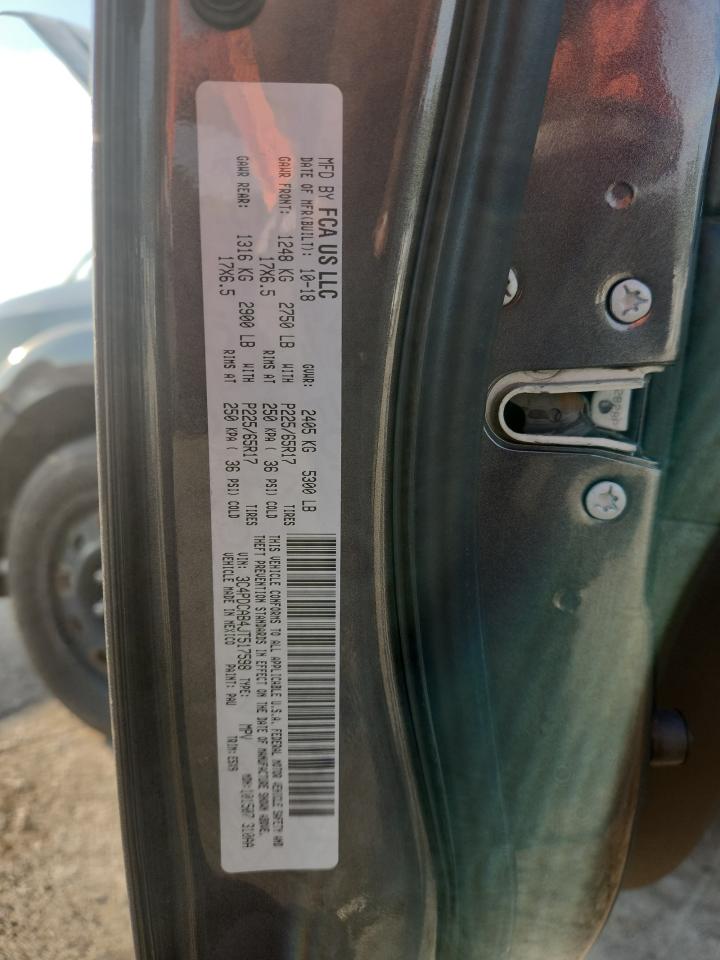 MFD BY FCA US LLC
DATE OF MFR(BUILT): 10-18 GVWR: 2405 KG 5300 LB
GAWR FRONT: 1248 KG 2750 LB WITH P225/65R17 TIRES
17X6.5 RIMS AT 250 KPA ( 36 PSI) COLD
GAWR REAR: 1316 KG 2900 LB WITH P225/65R17 TIRES
17X6.5 RIMS AT 250 KPA ( 36 PSI) COLD
THIS VEHICLE CONFORMS TO ALL APPLICABLE U.S.A. FEDERAL MOTOR VEHICLE SAFETY AND
THEFT PREVENTION STANDARDS IN EFFECT ON THE DATE OF MANUFACTURE SHOWN ABOVE.
VIN: 3C4PDCAB4JT517598 TYPE: MPV
VEHICLE MADE IN MEXICO PAINT: PAU TRIM: